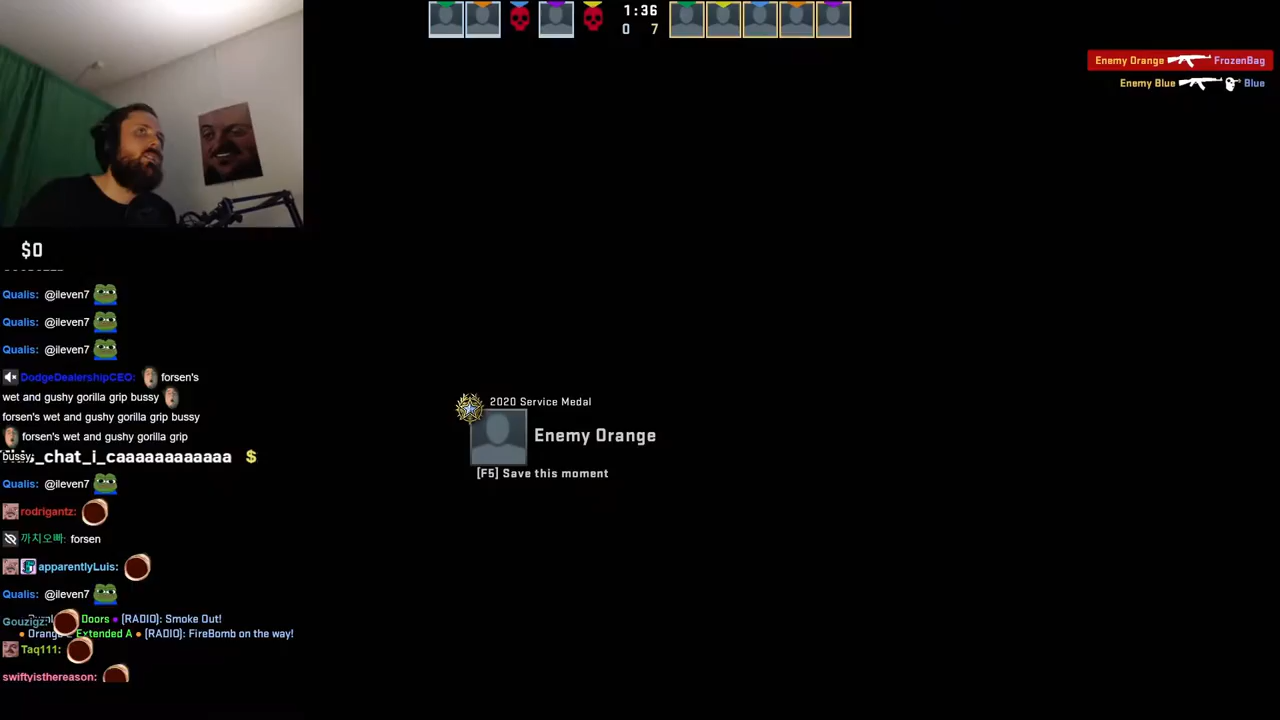 1:36
0 7
Enemy Orange FrozenBag
Enemy Blue Blue
$0
Qualis: @ileven7
Qualis: @ileven7
Qualis: @ileven7
DodgeDealershipCEO: forsen's
wet and gushy gorilla grip bussy
forsen's wet and gushy gorilla grip bussy
forsen's wet and gushy gorilla grip
bussy
_chat_i_caaaaaaaaaaaa $
Qualis: @ileven7
rodrigantz:
까치오빠: forsen
apparentlyLuis:
Qualis: @ileven7
Gouzigz:
Doors • (RADIO): Smoke Out!
• Orange Extended A • (RADIO): FireBomb on the way!
Taq111:
swiftyisthereason:
2020 Service Medal
Enemy Orange
[F5] Save this moment